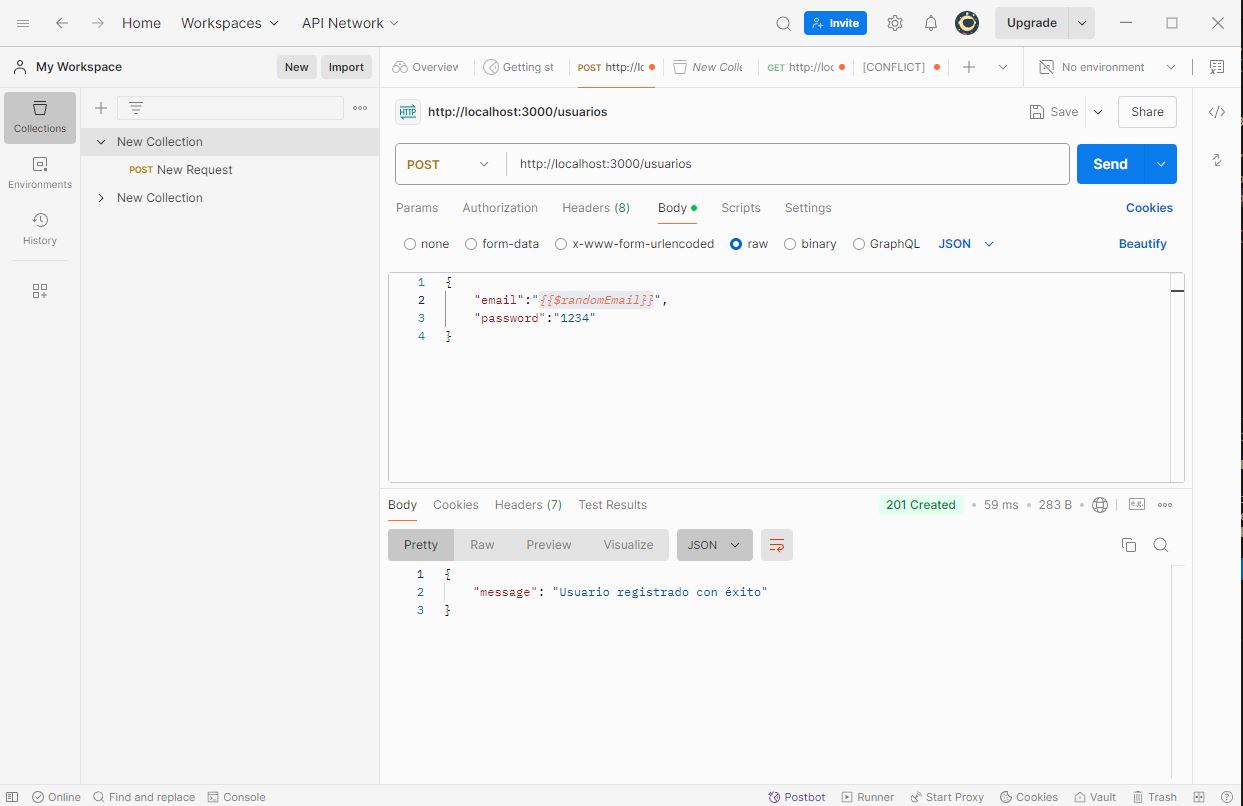 Home Workspaces API Network Invite Upgrade
My Workspace New Import Overview Getting st POST http://lc New Colle GET http://loc [CONFLICT] No environment
Collections
Environments
History
New Collection
POST New Request
New Collection
HTTP http://localhost:3000/usuarios Save Share
POST http://localhost:3000/usuarios Send
Params Authorization Headers (8) Body Scripts Settings Cookies
none form-data x-www-form-urlencoded raw binary GraphQL JSON Beautify
1 {
2 "email":"{{$randomEmail}}",
3 "password":"1234"
4 }
Body Cookies Headers (7) Test Results 201 Created 59 ms 283 B e.g.
Pretty Raw Preview Visualize JSON
1 {
2 "message": "Usuario registrado con éxito"
3 }
Online Find and replace Console Postbot Runner Start Proxy Cookies Vault Trash